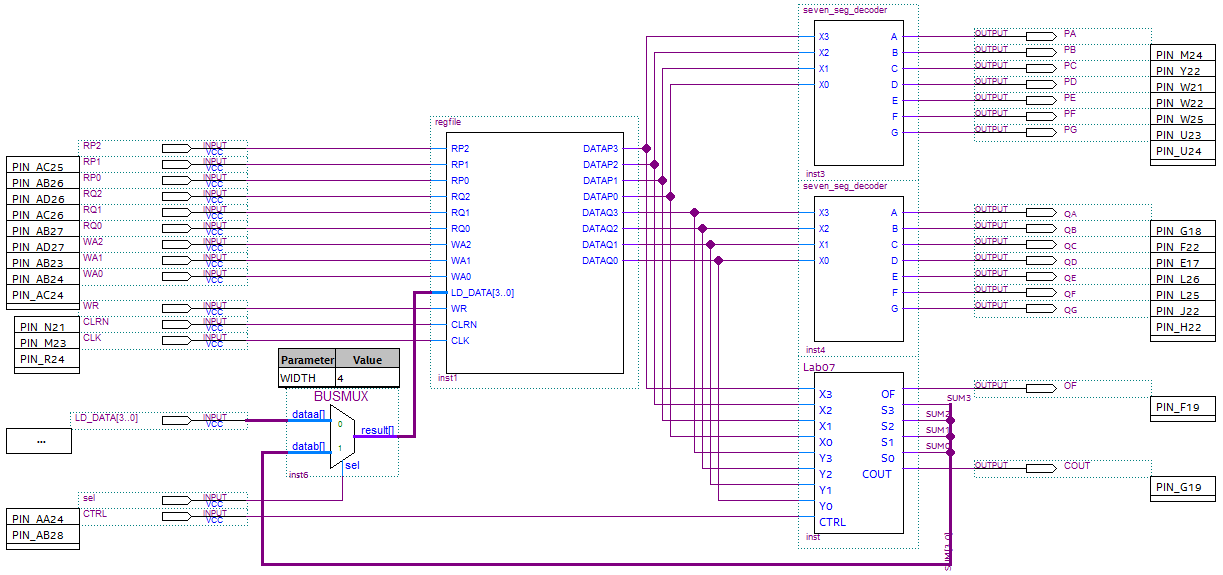 seven_seg_decoder
X3 A OUTPUT PA
X2 B OUTPUT PB
X1 C OUTPUT PC
X0 D OUTPUT PD
E OUTPUT PE
F OUTPUT PF
G OUTPUT PG
inst3
PIN_M24
PIN_Y22
PIN_W21
PIN_W22
PIN_W25
PIN_U23
PIN_U24
regfile
RP2 INPUT VCC RP2 DATAP3
RP1 INPUT VCC RP1 DATAP2
RP0 INPUT VCC RP0 DATAP1
RQ2 INPUT VCC RQ2 DATAP0
RQ1 INPUT VCC RQ1 DATAQ3
RQ0 INPUT VCC RQ0 DATAQ2
WA2 INPUT VCC WA2 DATAQ1
WA1 INPUT VCC WA1 DATAQ0
WA0 INPUT VCC WA0
LD_DATA[3..0]
WR INPUT VCC WR
CLRN INPUT VCC CLRN
CLK INPUT VCC CLK
inst1
PIN_AC25
PIN_AB26
PIN_AD26
PIN_AC26
PIN_AB27
PIN_AD27
PIN_AB23
PIN_AB24
PIN_AC24
PIN_N21
PIN_M23
PIN_R24
seven_seg_decoder
X3 A OUTPUT QA
X2 B OUTPUT QB
X1 C OUTPUT QC
X0 D OUTPUT QD
E OUTPUT QE
F OUTPUT QF
G OUTPUT QG
inst4
PIN_G18
PIN_F22
PIN_E17
PIN_L26
PIN_L25
PIN_J22
PIN_H22
Parameter Value
WIDTH 4
BUSMUX
LD_DATA[3..0] INPUT VCC dataa[] 0
result[]
datab[] 1
sel
inst6
...
sel INPUT VCC
CTRL INPUT VCC
PIN_AA24
PIN_AB28
Lab07
X3 OF OUTPUT OF
X2 S3 SUM3
X1 S2 SUM2
X0 S1 SUM1
Y3 S0 SUM0
Y2 COUT OUTPUT COUT
Y1
Y0
CTRL
inst
PIN_F19
PIN_G19
SUM[3..0]